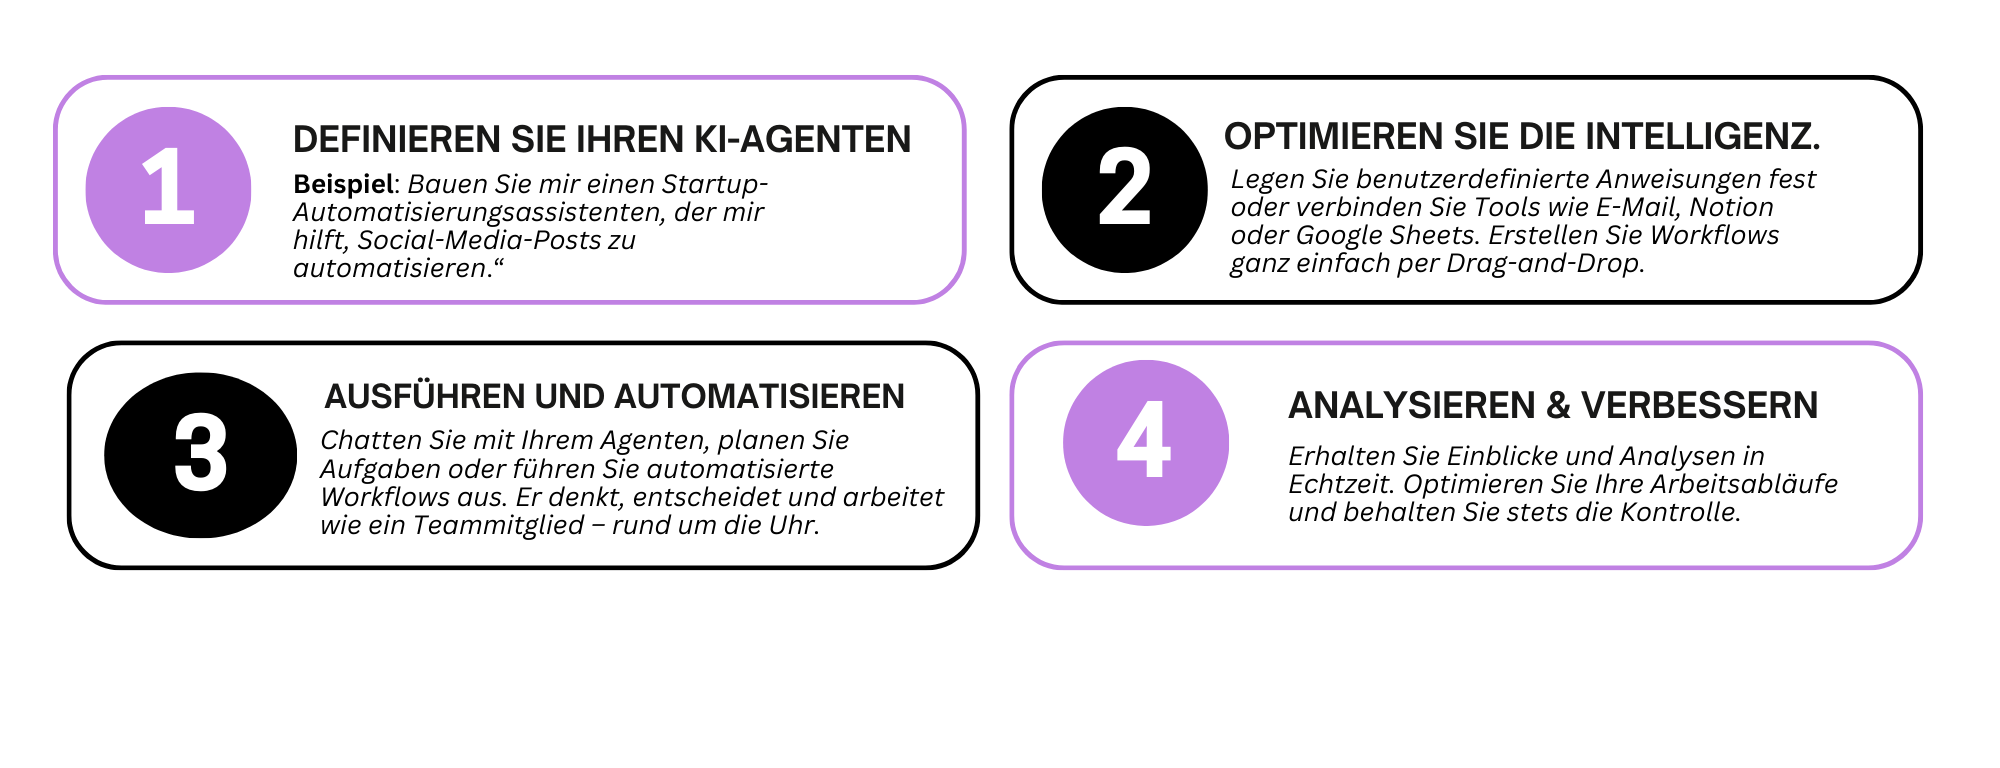 1
DEFINIEREN SIE IHREN KI-AGENTEN
Beispiel: Bauen Sie mir einen Startup-
Automatisierungsassistenten, der mir
hilft, Social-Media-Posts zu
automatisieren.“
2
OPTIMIEREN SIE DIE INTELLIGENZ.
Legen Sie benutzerdefinierte Anweisungen fest
oder verbinden Sie Tools wie E-Mail, Notion
oder Google Sheets. Erstellen Sie Workflows
ganz einfach per Drag-and-Drop.
3
AUSFÜHREN UND AUTOMATISIEREN
Chatten Sie mit Ihrem Agenten, planen Sie
Aufgaben oder führen Sie automatisierte
Workflows aus. Er denkt, entscheidet und arbeitet
wie ein Teammitglied – rund um die Uhr.
4
ANALYSIEREN & VERBESSERN
Erhalten Sie Einblicke und Analysen in
Echtzeit. Optimieren Sie Ihre Arbeitsabläufe
und behalten Sie stets die Kontrolle.